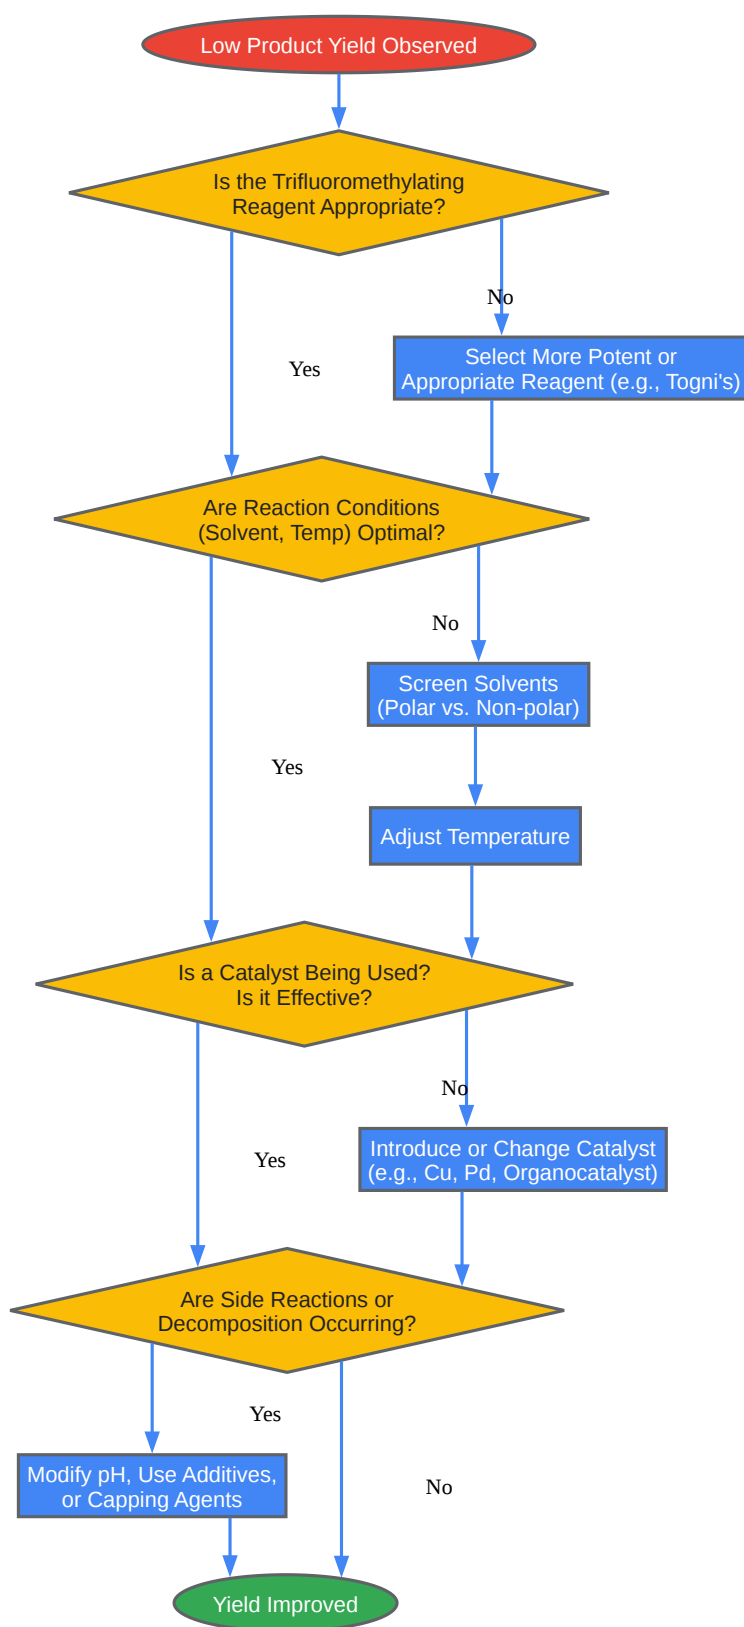 Low Product Yield Observed
Is the Trifluoromethylating
Reagent Appropriate?
No
Select More Potent or
Appropriate Reagent (e.g., Togni's)
Yes
Are Reaction Conditions
(Solvent, Temp) Optimal?
No
Screen Solvents
(Polar vs. Non-polar)
Yes
Adjust Temperature
Is a Catalyst Being Used?
Is it Effective?
No
Introduce or Change Catalyst
(e.g., Cu, Pd, Organocatalyst)
Yes
Are Side Reactions or
Decomposition Occurring?
Yes
Modify pH, Use Additives,
or Capping Agents
No
Yield Improved